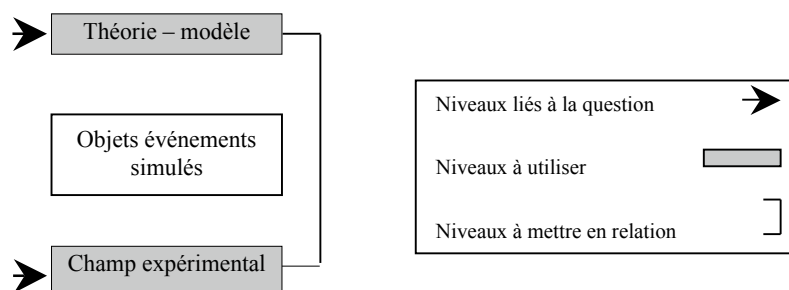 Théorie – modèle
Objets événements
simulés
Champ expérimental
Niveaux liés à la question
Niveaux à utiliser
Niveaux à mettre en relation